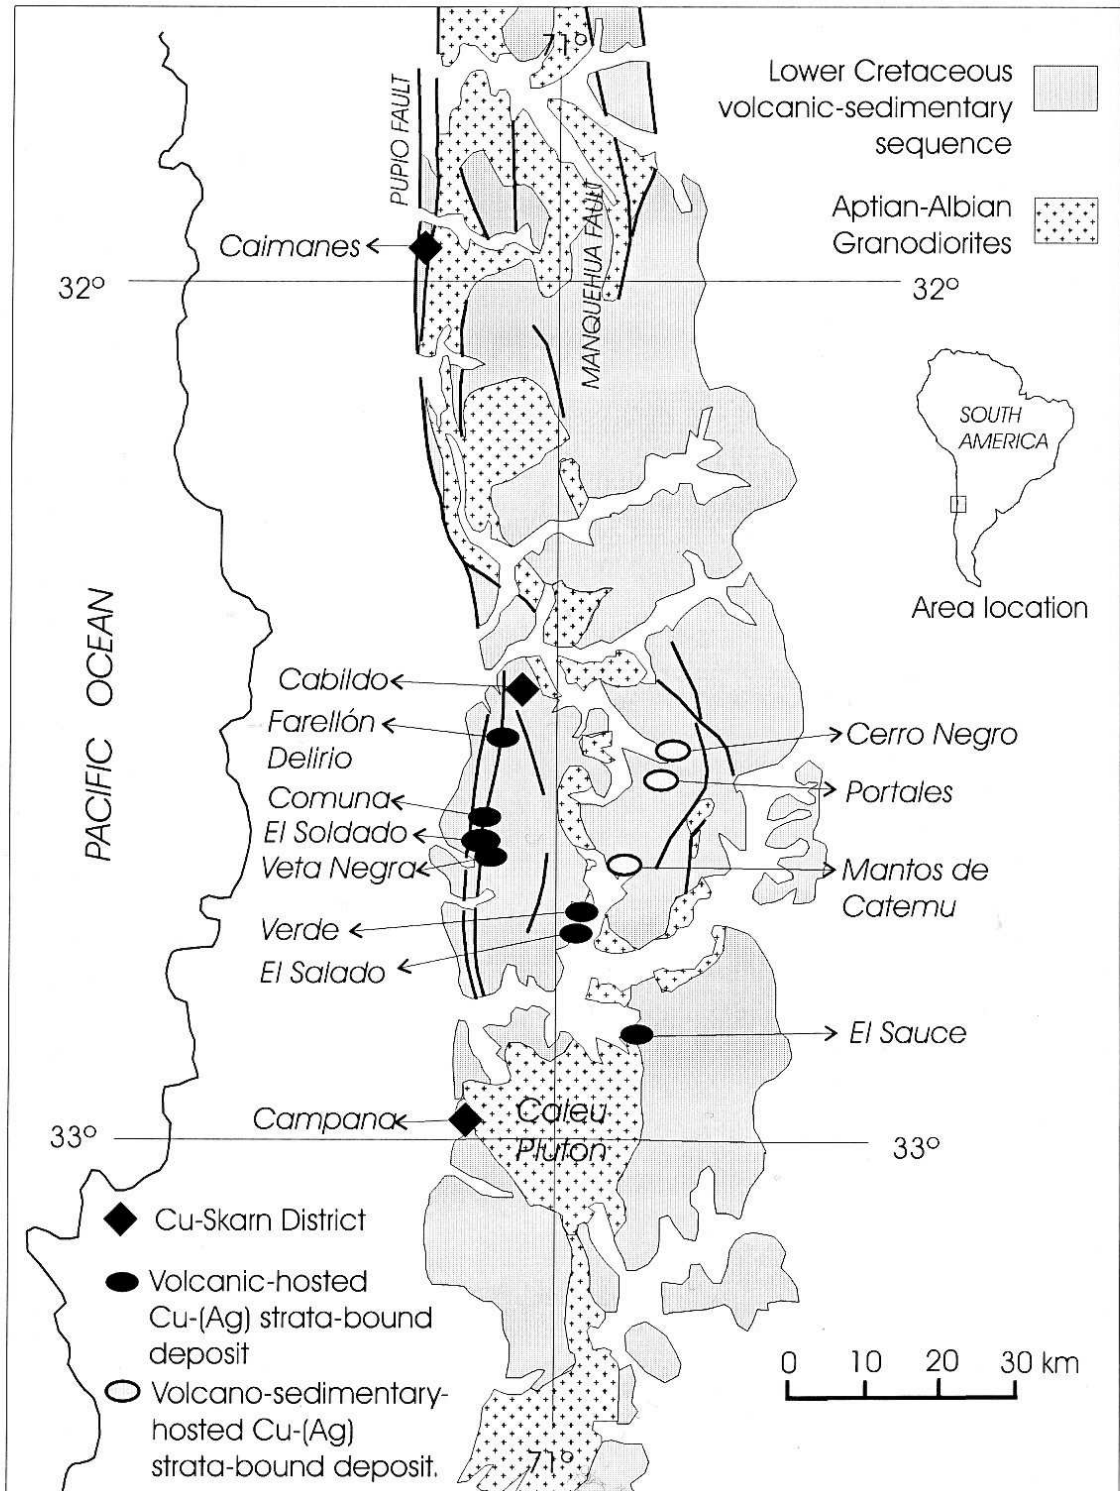 71°
Lower Cretaceous
volcanic-sedimentary
sequence
PUPIO FAULT
MANQUEHUA FAULT
Aptian-Albian
Granodiorites
Caimanes
32°
32°
SOUTH
AMERICA
Area location
PACIFIC OCEAN
Cabildo
Farellón
Delirio
Comuna
El Soldado
Veta Negra
Verde
El Salado
Cerro Negro
Portales
Mantos de
Catemu
El Sauce
Campana
Caleu
Pluton
33°
33°
Cu-Skarn District
Volcanic-hosted
Cu-(Ag) strata-bound
deposit
Volcano-sedimentary-
hosted Cu-(Ag)
strata-bound deposit.
0 10 20 30 km
71°